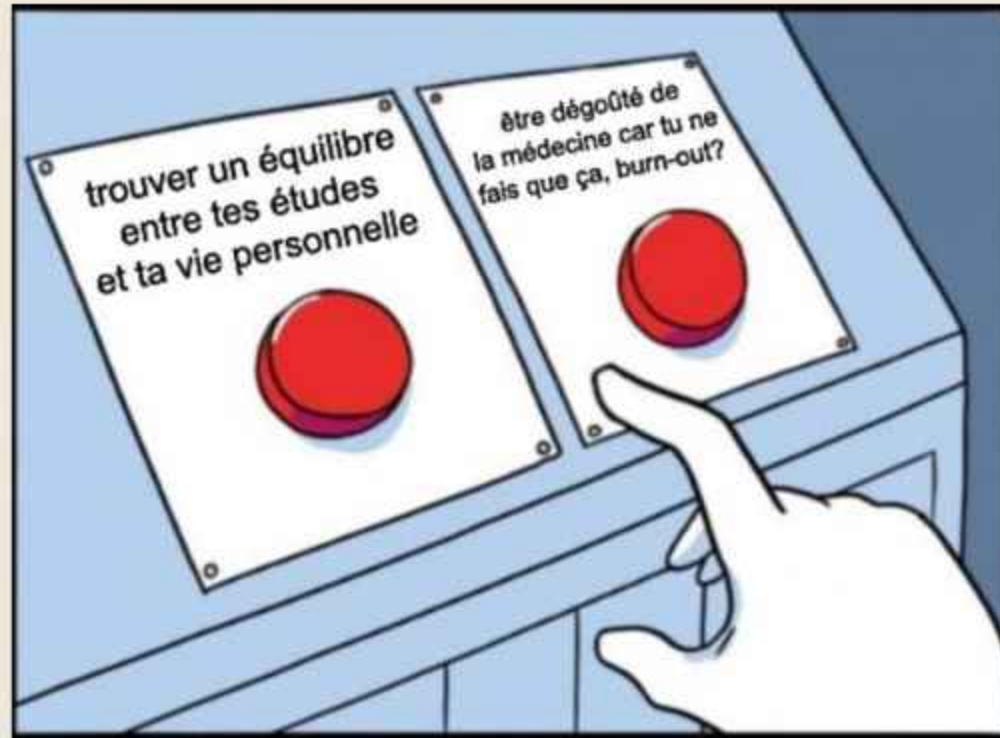 trouver un équilibre
entre tes études
et ta vie personnelle
être dégoûté de
la médecine car tu ne
fais que ça, burn-out?